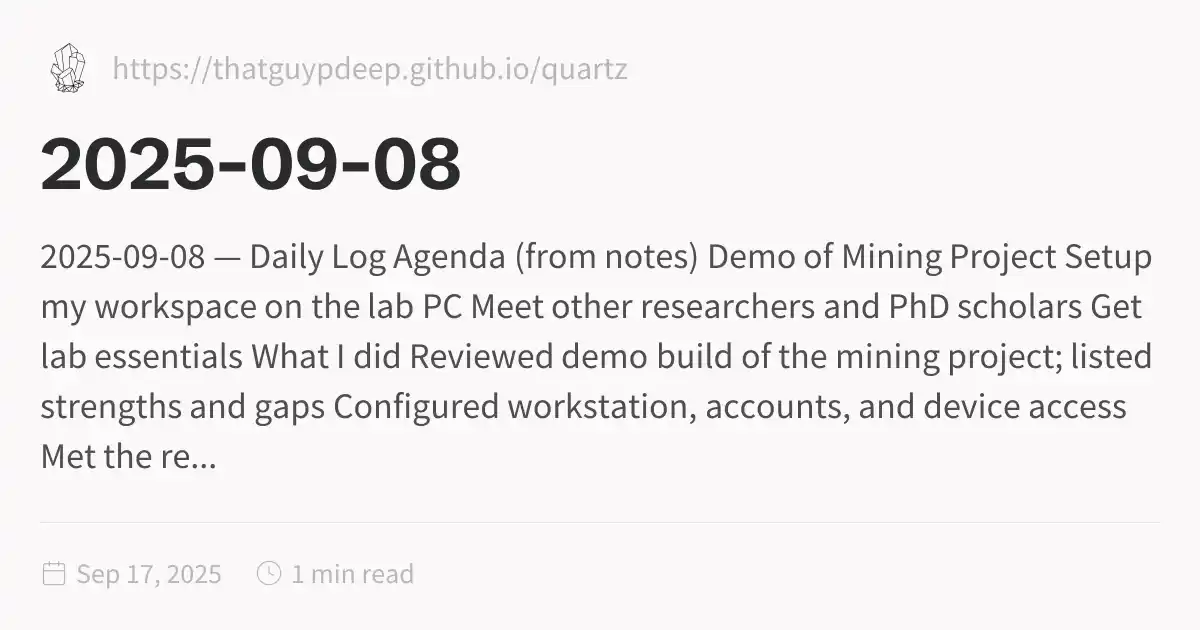 https://thatguypdeep.github.io/quartz
2025-09-08
2025-09-08 — Daily Log Agenda (from notes) Demo of Mining Project Setup
my workspace on the lab PC Meet other researchers and PhD scholars Get
lab essentials What I did Reviewed demo build of the mining project; listed
strengths and gaps Configured workstation, accounts, and device access
Met the re...
Sep 17, 2025 1 min read